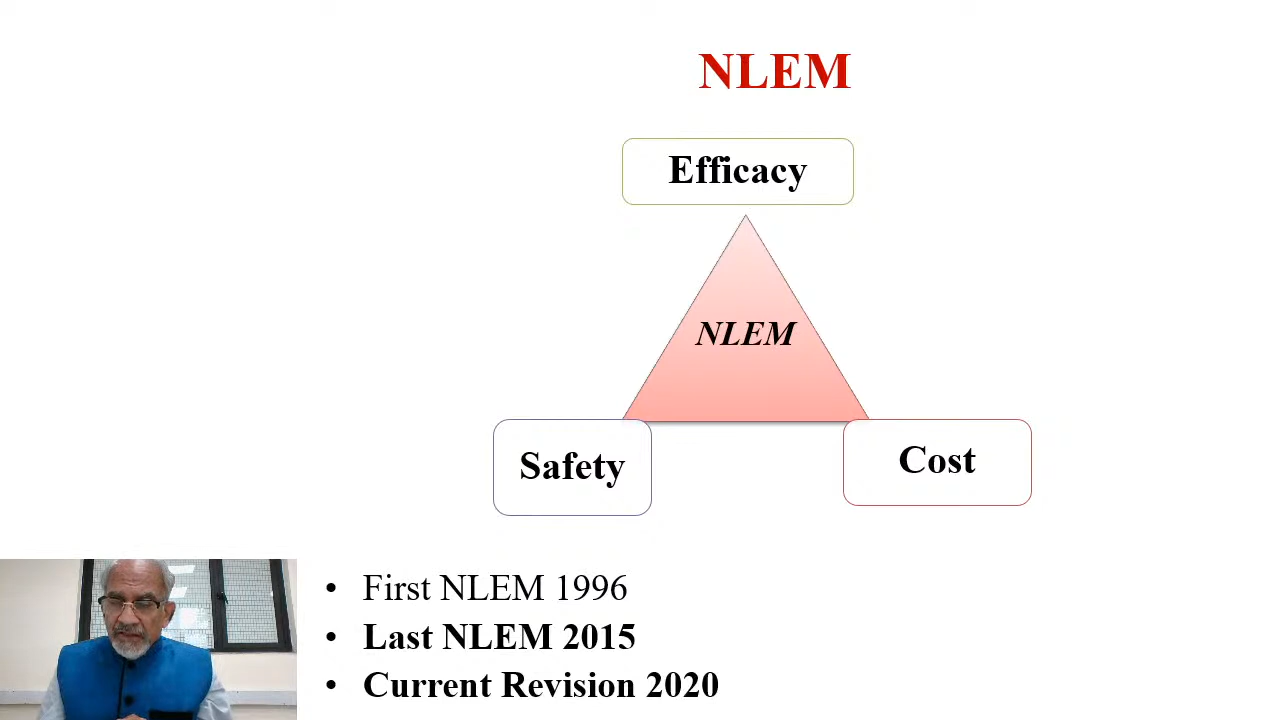 NLEM
Efficacy
NLEM
Safety
Cost
• First NLEM 1996
• Last NLEM 2015
• Current Revision 2020